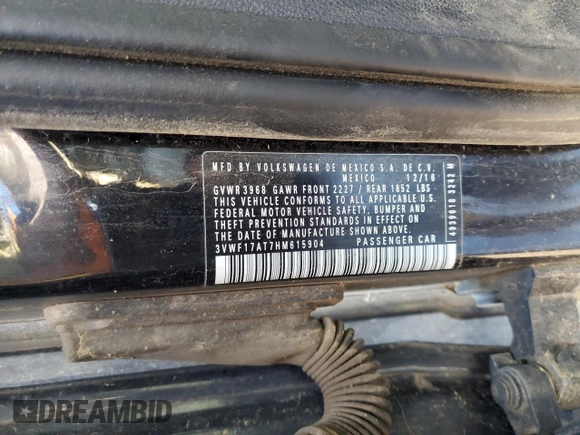 MFD BY VOLKSWAGEN DE MEXICO S.A. DE C.V.
MEXICO 12/16
GVWR 3968 GAWR FRONT 2227 / REAR 1852 LBS
THIS VEHICLE CONFORMS TO ALL APPLICABLE U.S.
FEDERAL MOTOR VEHICLE SAFETY, BUMPER AND
THEFT PREVENTION STANDARDS IN EFFECT ON
THE DATE OF MANUFACTURE SHOWN ABOVE.
3VWF17AT7HM615904 PASSENGER CAR
DREAMBID